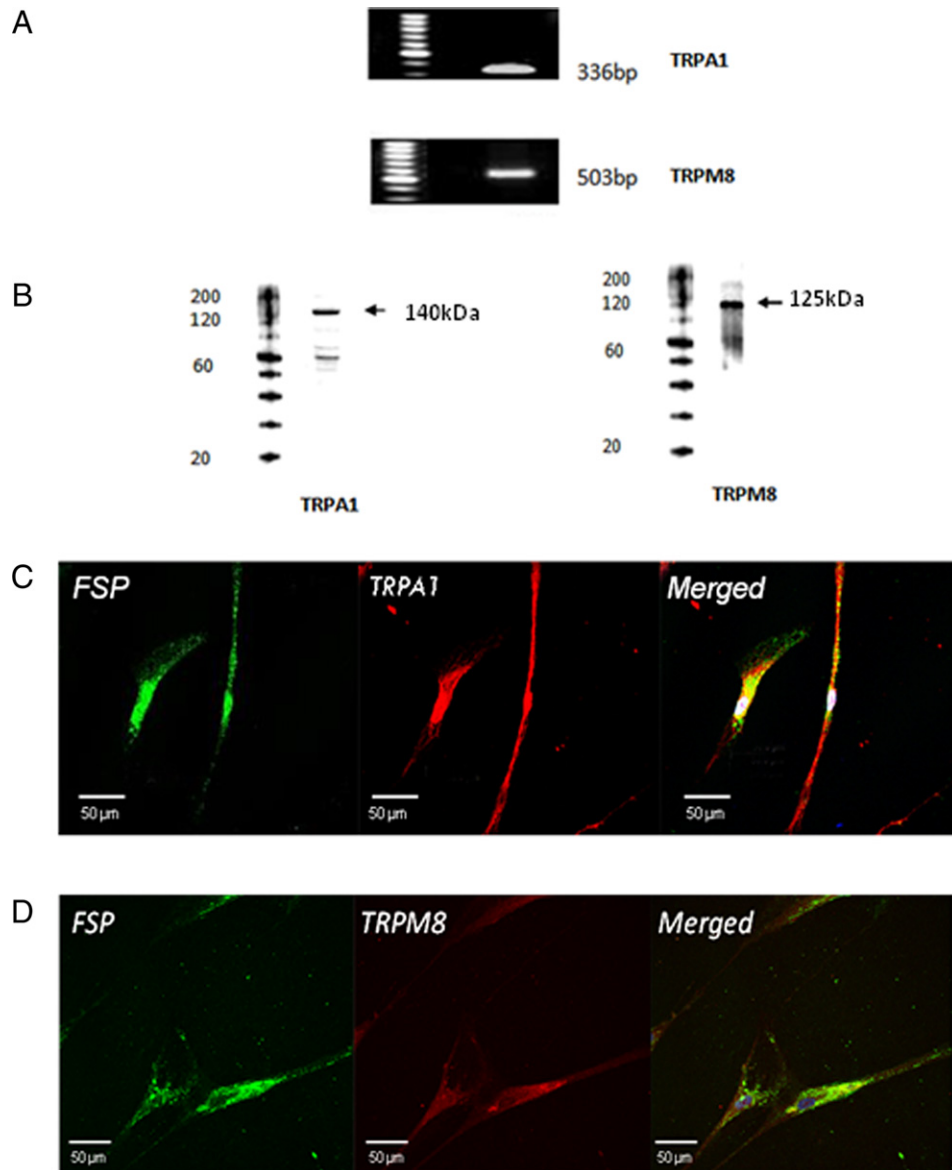 A
336bp
TRPA1
503bp
TRPM8
B
200
120
60
20
140kDa
TRPA1
200
120
60
20
125kDa
TRPM8
C
FSP
TRPA1
Merged
50 µm
50 µm
50 µm
D
FSP
TRPM8
Merged
50 µm
50 µm
50 µm